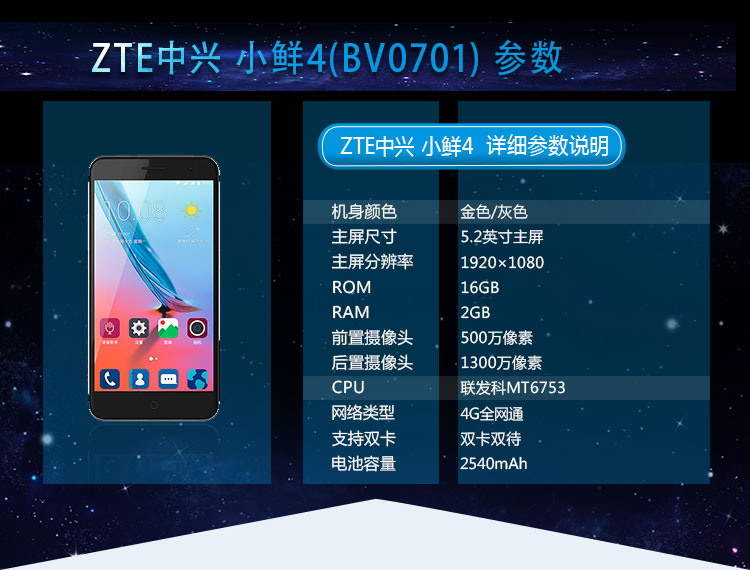 ZTE中兴 小鲜4(BV0701) 参数
ZTE中兴 小鲜4 详细参数说明
机身颜色 金色/灰色
主屏尺寸 5.2英寸主屏
主屏分辨率 1920×1080
ROM 16GB
RAM 2GB
前置摄像头 500万像素
后置摄像头 1300万像素
CPU 联发科MT6753
网络类型 4G全网通
支持双卡 双卡双待
电池容量 2540mAh
10:08
设置
相机